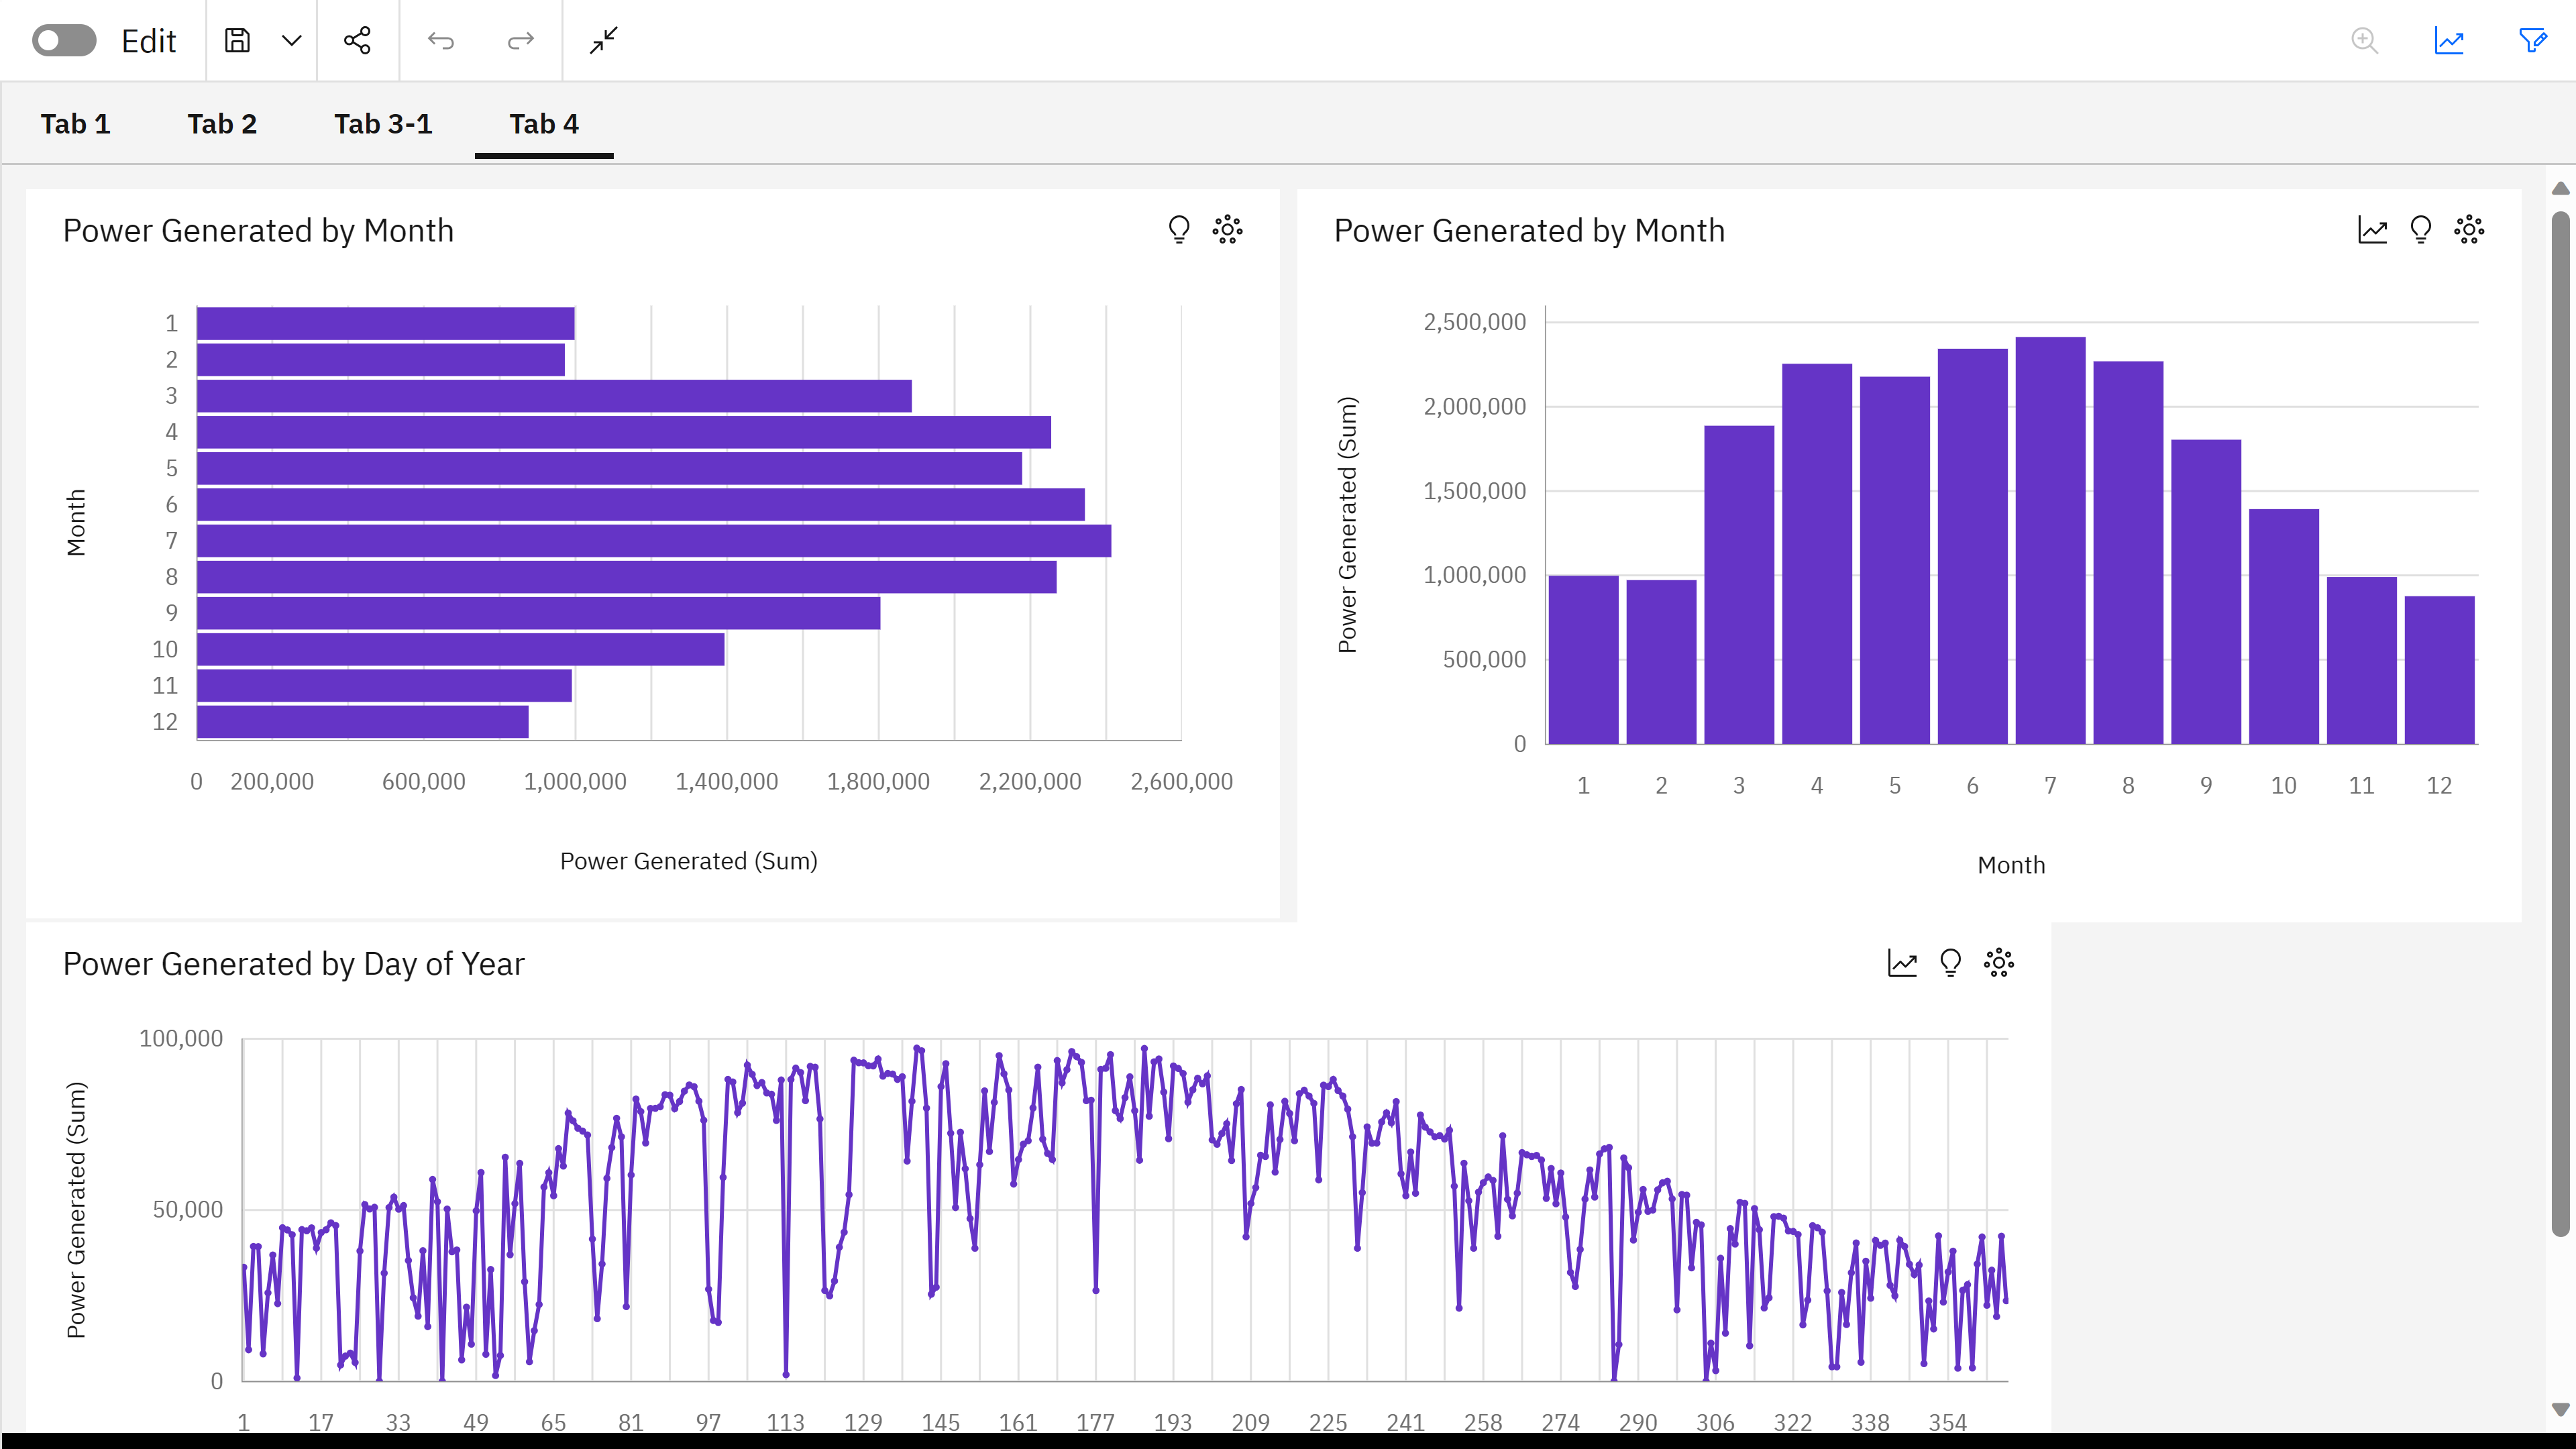 Edit
Tab 1 Tab 2 Tab 3-1 Tab 4
Power Generated by Month
Month
1
2
3
4
5
6
7
8
9
10
11
12
0 200,000 600,000 1,000,000 1,400,000 1,800,000 2,200,000 2,600,000
Power Generated (Sum)
Power Generated by Month
Power Generated (Sum)
2,500,000
2,000,000
1,500,000
1,000,000
500,000
0
1 2 3 4 5 6 7 8 9 10 11 12
Month
Power Generated by Day of Year
Power Generated (Sum)
100,000
50,000
0
1 17 33 49 65 81 97 113 129 145 161 177 193 209 225 241 258 274 290 306 322 338 354